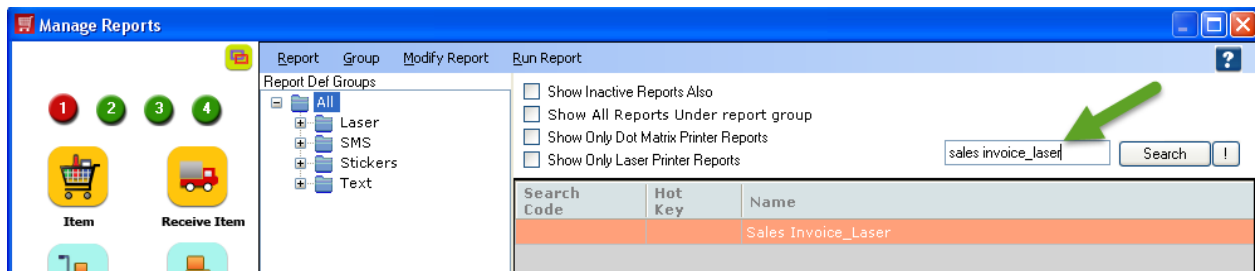 Manage Reports
Report Group Modify Report Run Report
?
Report Def Groups
All
Laser
SMS
Stickers
Text
1 2 3 4
Item Receive Item
Show Inactive Reports Also
Show All Reports Under report group
Show Only Dot Matrix Printer Reports
Show Only Laser Printer Reports
sales invoice_laser Search !
Search Code Hot Key Name
Sales Invoice_Laser